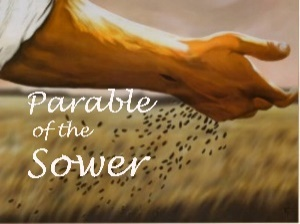 Parable
of the
Sower